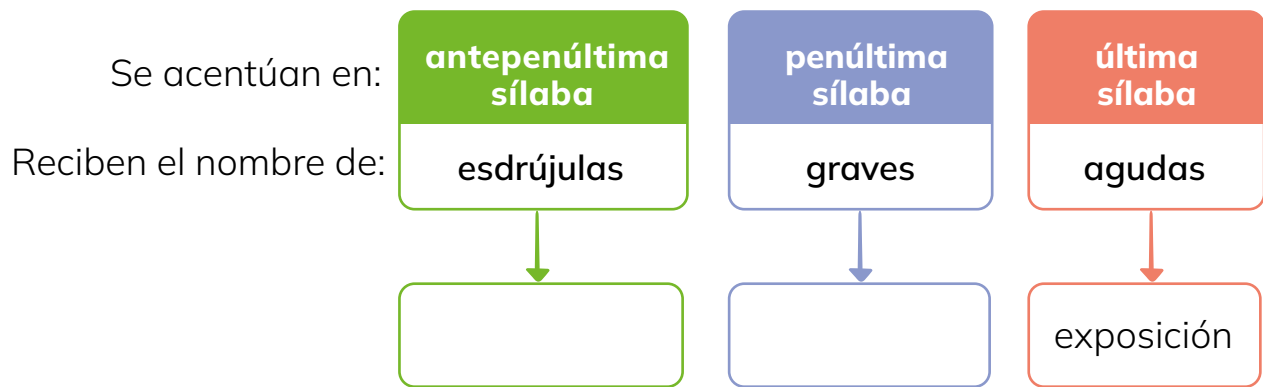 Se acentúan en:
antepenúltima
sílaba
penúltima
sílaba
última
sílaba
Reciben el nombre de:
esdrújulas
graves
agudas
exposición